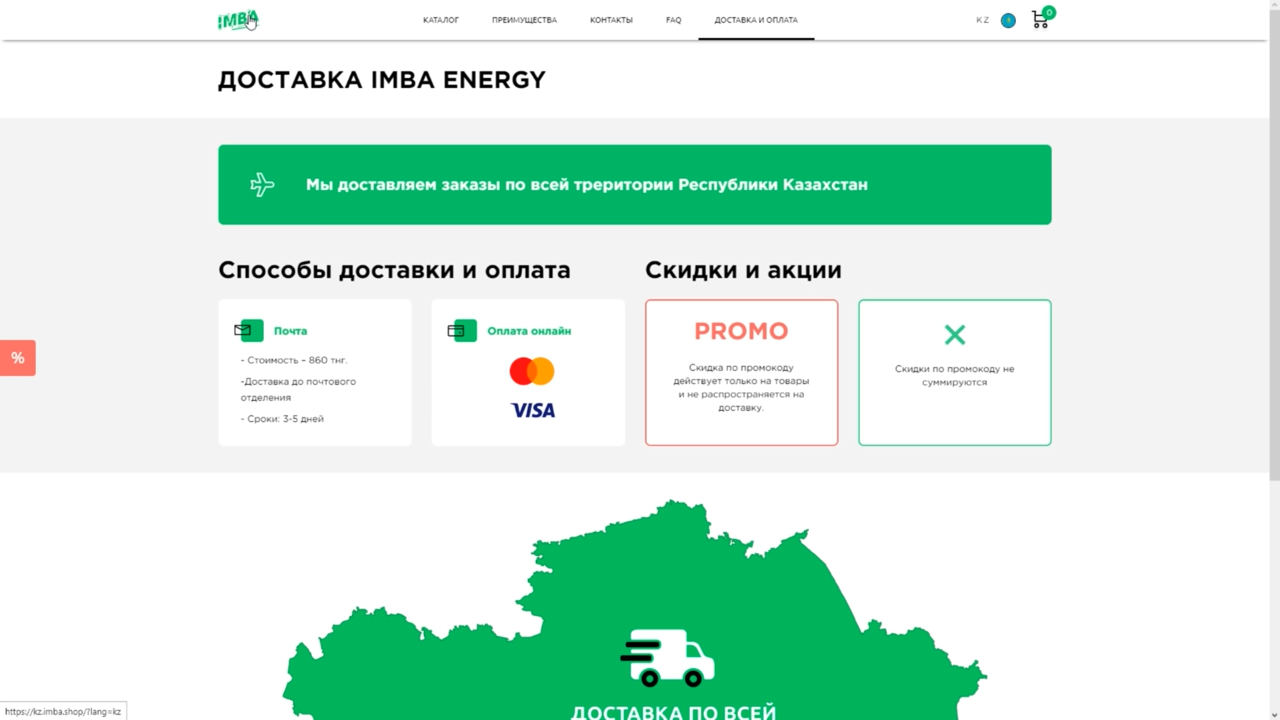 IMBA
КАТАЛОГ
ПРЕИМУЩЕСТВА
КОНТАКТЫ
FAQ
ДОСТАВКА И ОПЛАТА
KZ
0
ДОСТАВКА IMBA ENERGY
Мы доставляем заказы по всей треритории Республики Казахстан
Способы доставки и оплата
Скидки и акции
Почта
- Стоимость – 860 тнг.
-Доставка до почтового
отделения
- Сроки: 3-5 дней
Оплата онлайн
VISA
PROMO
Скидка по промокоду
действует только на товары
и не распространяется на
доставку.
Скидки по промокоду не
суммируются
%
ДОСТАВКА ПО ВСЕЙ
https://kz.imba.shop/?lang=kz